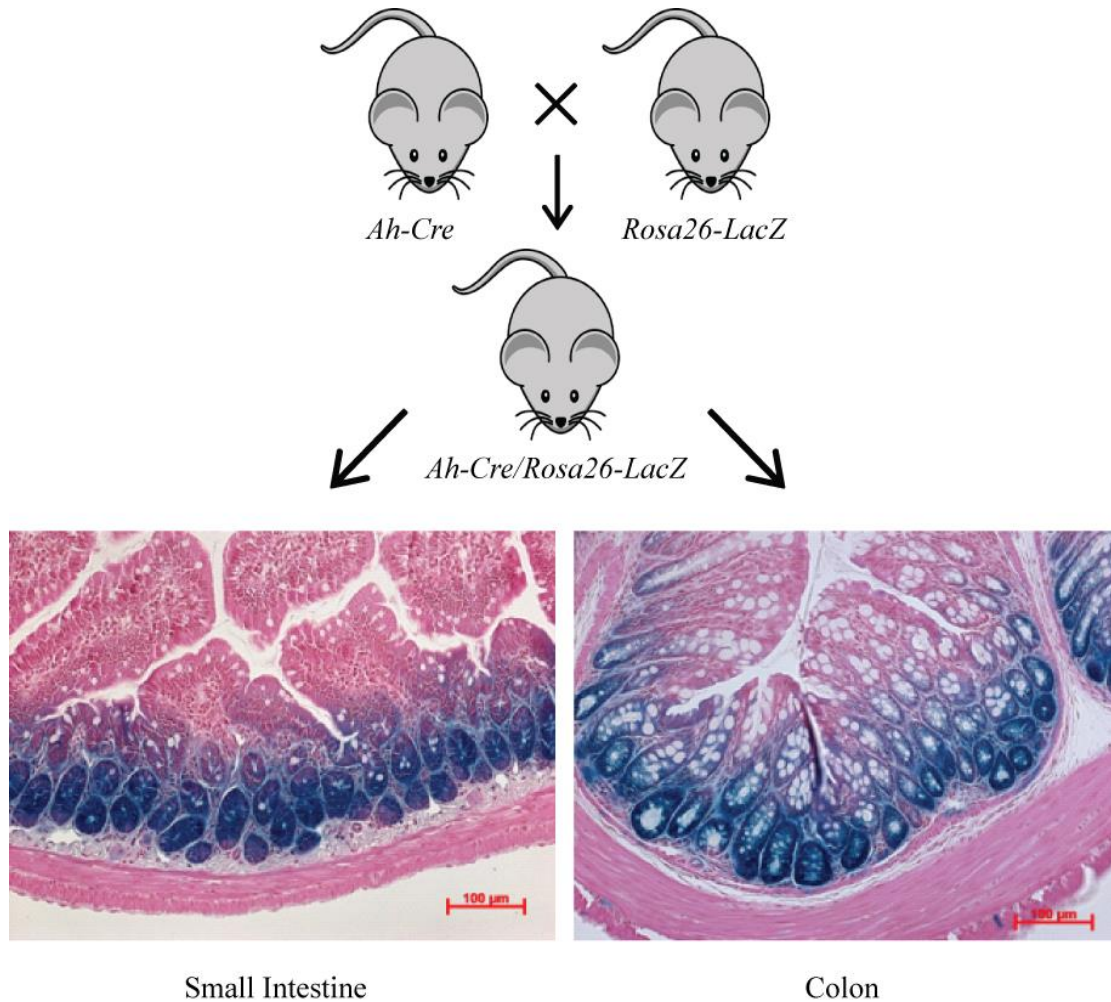 Ah-Cre
Rosa26-LacZ
Ah-Cre/Rosa26-LacZ
100 µm
100 µm
Small Intestine
Colon